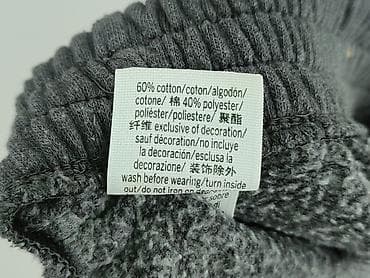 60% cotton/coton/algodón/
cotone/ 棉 40% polyester/
poliéster/poliestere/ 聚酯
纤维 exclusive of decoration/
sauf décoration/no incluye
la decoración/esclusa la
decorazione/ 装饰除外
wash before wearing/turn inside
out/do not iron on
sobre